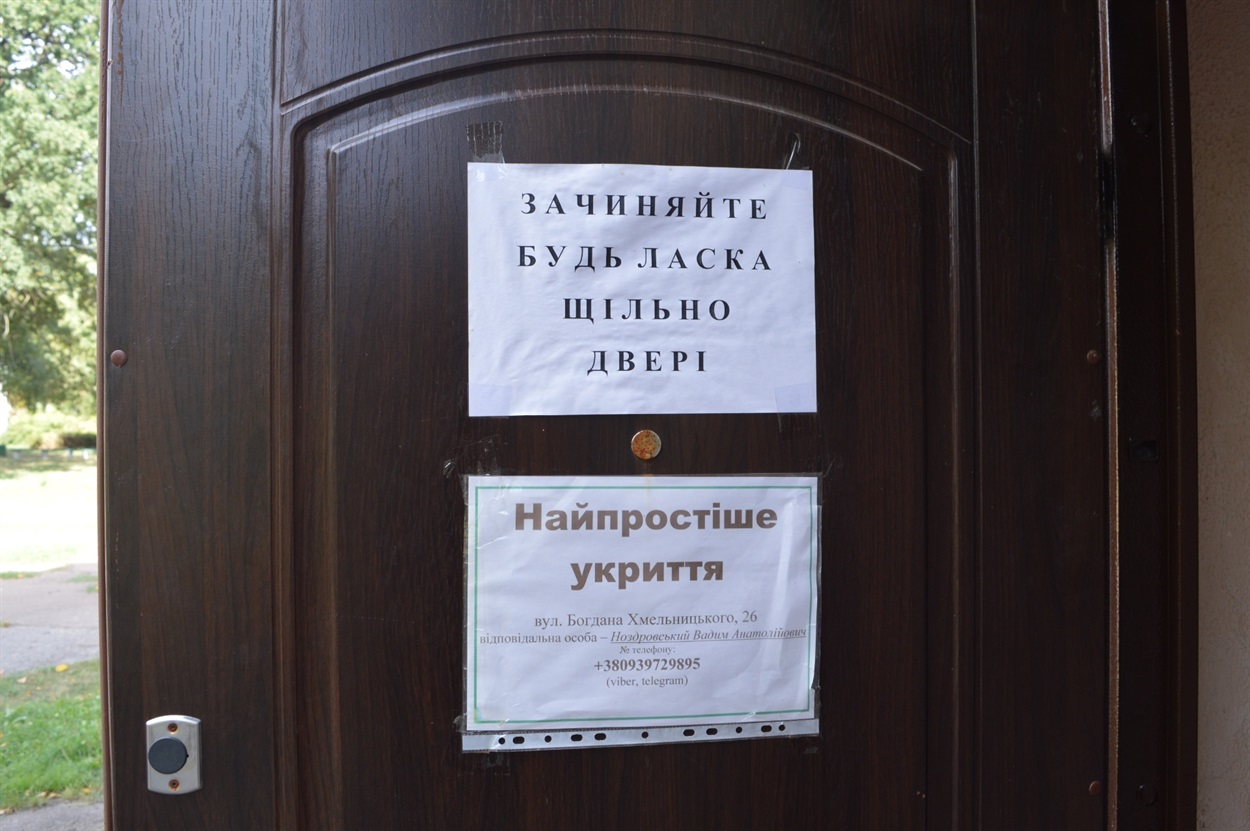 ЗАЧИНЯЙТЕ
БУДЬ ЛАСКА
ЩІЛЬНО
ДВЕРІ
Найпростіше
укриття
вул. Богдана Хмельницького, 26
відповідальна особа – Ноздровський Вадим Анатолійович
№ телефону:
+380939729895
(viber, telegram)